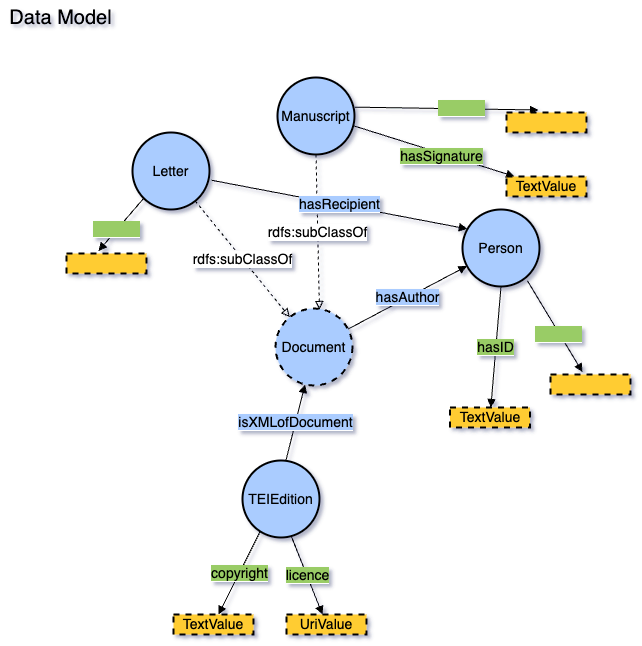 Data Model
Manuscript
hasSignature
TextValue
Letter
hasRecipient
rdfs:subClassOf
rdfs:subClassOf
Person
hasAuthor
Document
hasID
TextValue
isXMLofDocument
TEIEdition
copyright
licence
TextValue
UriValue